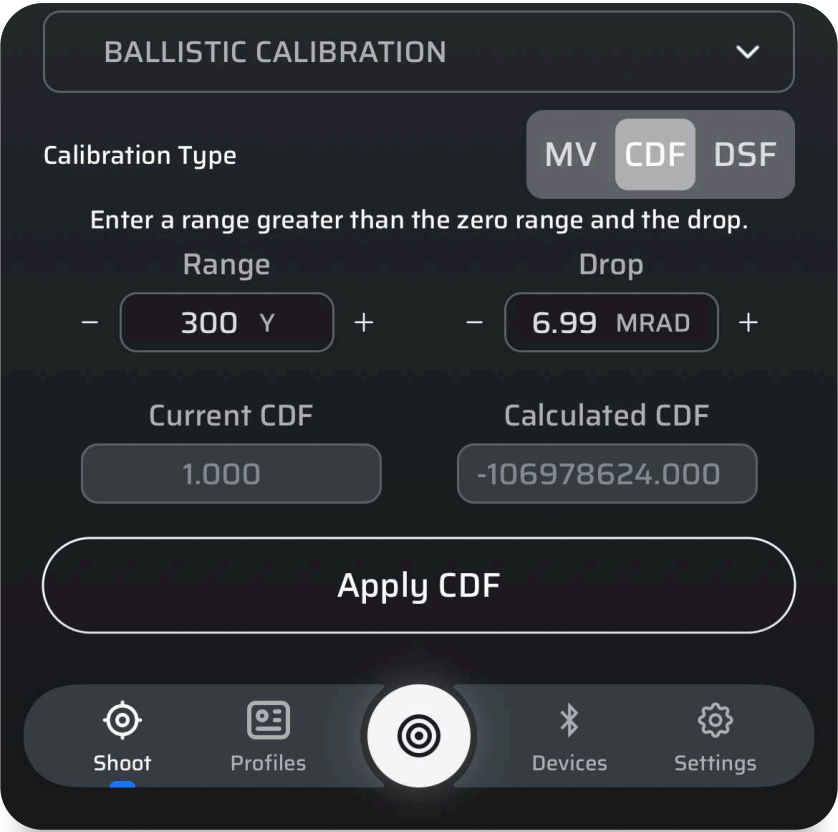 BALLISTIC CALIBRATION
Calibration Type MV CDF DSF
Enter a range greater than the zero range and the drop.
Range Drop
− 300 Y + − 6.99 MRAD +
Current CDF Calculated CDF
1.000 -106978624.000
Apply CDF
Shoot Profiles Devices Settings